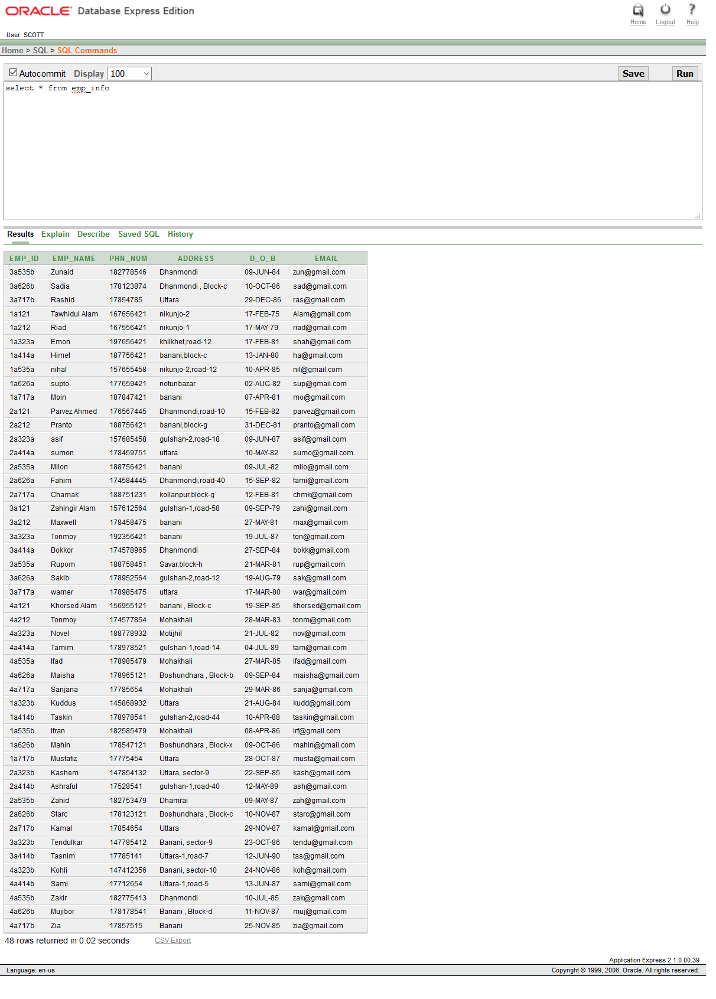 ORACLE Database Express Edition
Home Logout Help
User: SCOTT
Home > SQL > SQL Commands
Autocommit Display 100 Save Run
select * from emp_info
Results Explain Describe Saved SQL History
EMP_ID EMP_NAME PHN_NUM ADDRESS D_O_B EMAIL
3a535b Zunaid 182778546 Dhanmondi 09-JUN-84 zun@gmail.com
3a626b Sadia 178123874 Dhanmondi , Block-c 10-OCT-86 sad@gmail.com
3a717b Rashid 17854785 Uttara 29-DEC-86 ras@gmail.com
1a121 Tawhidul Alam 167656421 nikunjo-2 17-FEB-75 Alam@gmail.com
1a212 Riad 167556421 nikunjo-1 17-MAY-79 riad@gmail.com
1a323a Emon 197656421 khilkhet,road-12 17-FEB-81 shah@gmail.com
1a414a Himel 187756421 banani,block-c 13-JAN-80 ha@gmail.com
1a535a nihal 157655458 nikunjo-2,road-12 10-APR-85 nil@gmail.com
1a626a supto 177659421 notunbazar 02-AUG-82 sup@gmail.com
1a717a Moin 187847421 banani 07-APR-81 mo@gmail.com
2a121 Parvez Ahmed 176567445 Dhanmondi,road-10 15-FEB-82 parvez@gmail.com
2a212 Pranto 188756421 banani,block-g 31-DEC-81 pranto@gmail.com
2a323a asif 157685458 gulshan-2,road-18 09-JUN-87 asif@gmail.com
2a414a sumon 178459751 uttara 10-MAY-82 sumo@gmail.com
2a535a Milon 188756421 banani 09-JUL-82 milo@gmail.com
2a626a Fahim 174584445 Dhanmondi,road-40 15-SEP-82 fami@gmail.com
2a717a Chamak 188751231 kollanpur,block-g 12-FEB-81 chmk@gmail.com
3a121 Zahingir Alam 157612564 gulshan-1,road-58 09-SEP-79 zahi@gmail.com
3a212 Maxwell 178458475 banani 27-MAY-81 max@gmail.com
3a323a Tonmoy 192356421 banani 19-JUL-87 ton@gmail.com
3a414a Bokkor 174578965 Dhanmondi 27-SEP-84 bokk@gmail.com
3a535a Rupom 188758451 Savar,block-h 21-MAR-81 rup@gmail.com
3a626a Sakib 178952564 gulshan-2,road-12 19-AUG-79 sak@gmail.com
3a717a warner 178985475 uttara 17-MAR-80 war@gmail.com
4a121 Khorsed Alam 156955121 banani , Block-c 19-SEP-85 khorsed@gmail.com
4a212 Tonmoy 174577854 Mohakhali 28-MAR-83 tonm@gmail.com
4a323a Novel 188778932 Motijhil 21-JUL-82 nov@gmail.com
4a414a Tamim 178978521 gulshan-1,road-14 04-JUL-89 tam@gmail.com
4a535a Ifad 178985479 Mohakhali 27-MAR-85 ifad@gmail.com
4a626a Maisha 178965121 Boshundhara , Block-b 09-SEP-84 maisha@gmail.com
4a717a Sanjana 17785654 Mohakhali 29-MAR-86 sanja@gmail.com
1a323b Kuddus 145868932 Uttara 21-AUG-84 kudd@gmail.com
1a414b Taskin 178978541 gulshan-2,road-44 10-APR-88 taskin@gmail.com
1a535b Ifran 182585479 Mohakhali 08-APR-86 irf@gmail.com
1a626b Mahin 178547121 Boshundhara , Block-x 09-OCT-86 mahin@gmail.com
1a717b Mustafiz 17775454 Uttara 28-OCT-87 musta@gmail.com
2a323b Kashem 147854132 Uttara, sector-9 22-SEP-85 kash@gmail.com
2a414b Ashraful 17528541 gulshan-1,road-40 12-MAY-89 ash@gmail.com
2a535b Zahid 182753479 Dhamrai 09-MAY-87 zah@gmail.com
2a626b Starc 178123121 Boshundhara , Block-c 10-NOV-87 starc@gmail.com
2a717b Kamal 17854654 Uttara 29-NOV-87 kamal@gmail.com
3a323b Tendulkar 147785412 Banani, sector-9 23-OCT-86 tendu@gmail.com
3a414b Tasnim 17785141 Uttara-1,road-7 12-JUN-90 tas@gmail.com
4a323b Kohli 147412356 Banani, sector-10 24-NOV-86 koh@gmail.com
4a414b Sami 17712654 Uttara-1,road-5 13-JUN-87 sami@gmail.com
4a535b Zakir 182775413 Dhanmondi 10-JUL-85 zak@gmail.com
4a626b Mujibor 178178541 Banani , Block-d 11-NOV-87 muj@gmail.com
4a717b Zia 17857515 Banani 25-NOV-85 zia@gmail.com
48 rows returned in 0.02 seconds CSV Export
Application Express 2.1.0.00.39
Language: en-us Copyright © 1999, 2006, Oracle. All rights reserved.